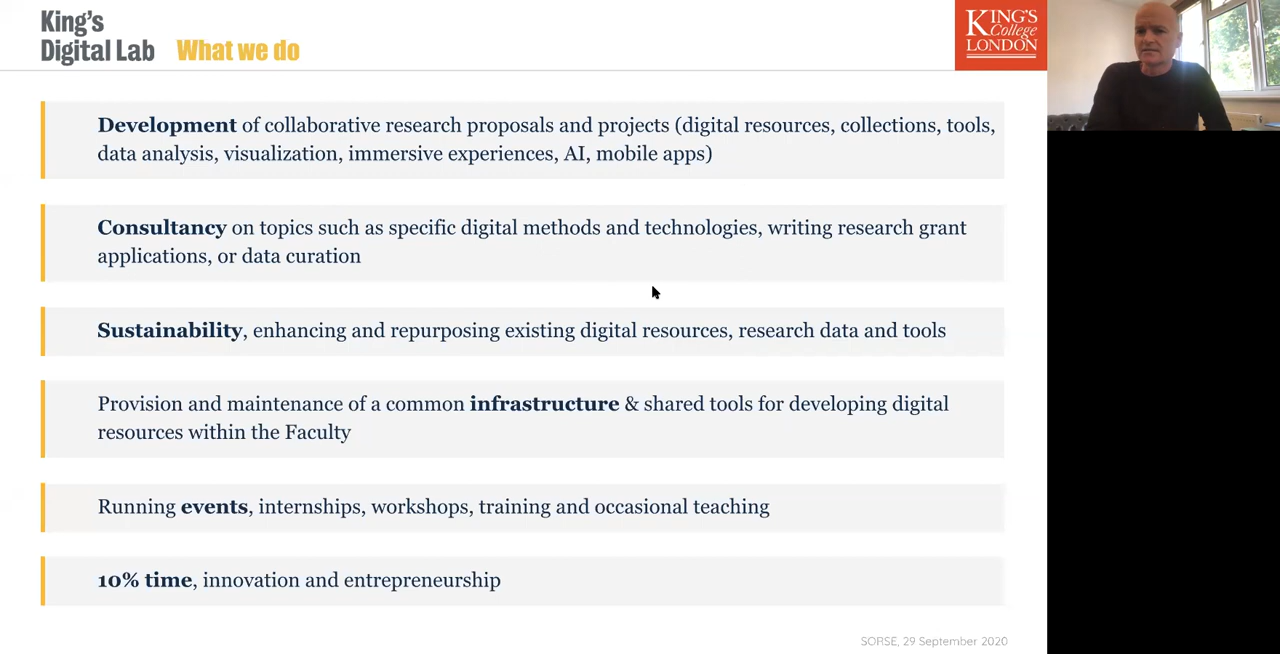 King's
Digital Lab What we do
KING'S
College
LONDON
Development of collaborative research proposals and projects (digital resources, collections, tools,
data analysis, visualization, immersive experiences, AI, mobile apps)
Consultancy on topics such as specific digital methods and technologies, writing research grant
applications, or data curation
Sustainability, enhancing and repurposing existing digital resources, research data and tools
Provision and maintenance of a common infrastructure & shared tools for developing digital
resources within the Faculty
Running events, internships, workshops, training and occasional teaching
10% time, innovation and entrepreneurship
SORSE, 29 September 2020